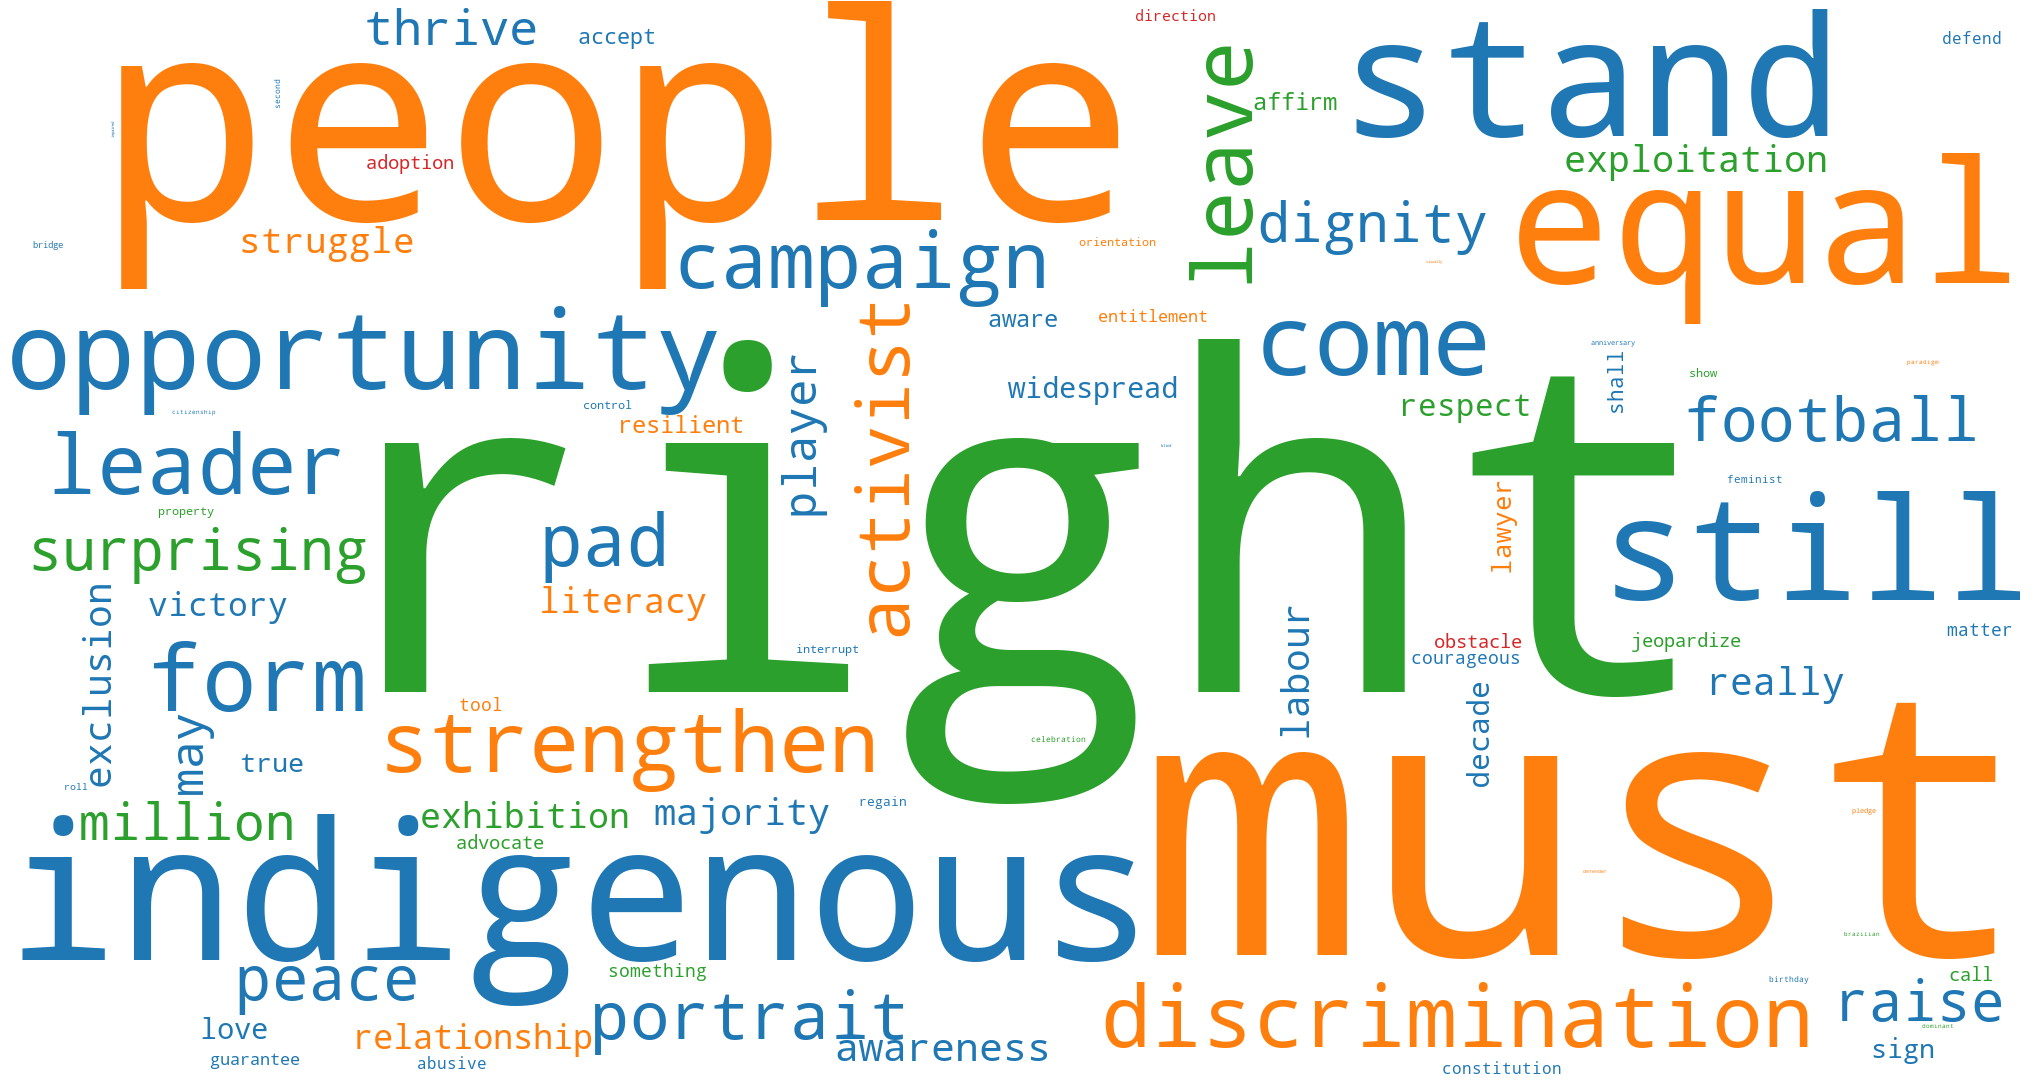 people
thrive
accept
direction
stand
defend
second
leave
affirm
adoption
exploitation
equal
struggle
dignity
bridge
campaign
orientation
opportunity
activist
aware
entitlement
come
anniversary
shall
paradigm
player
widespread
show
citizenship
control
resilient
respect
football
leader
right
feminist
property
lawyer
still
surprising
pad
exclusion
victory
literacy
labour
matter
form
interrupt
obstacle
jeopardize
courageous
really
tool
decade
may
strengthen
must
true
celebration
roll
million
exhibition
majority
regain
pledge
advocate
indigenous
defender
brazilian
peace
something
birthday
call
portrait
discrimination
raise
love
relationship
awareness
dominant
guarantee
abusive
sign
constitution